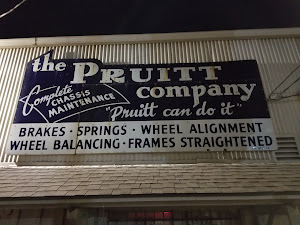 the PRUITT
company
Complete
CHASSIS
MAINTENANCE
"Pruitt can do it"
BRAKES · SPRINGS · WHEEL ALIGNMENT
WHEEL BALANCING · FRAMES STRAIGHTENED